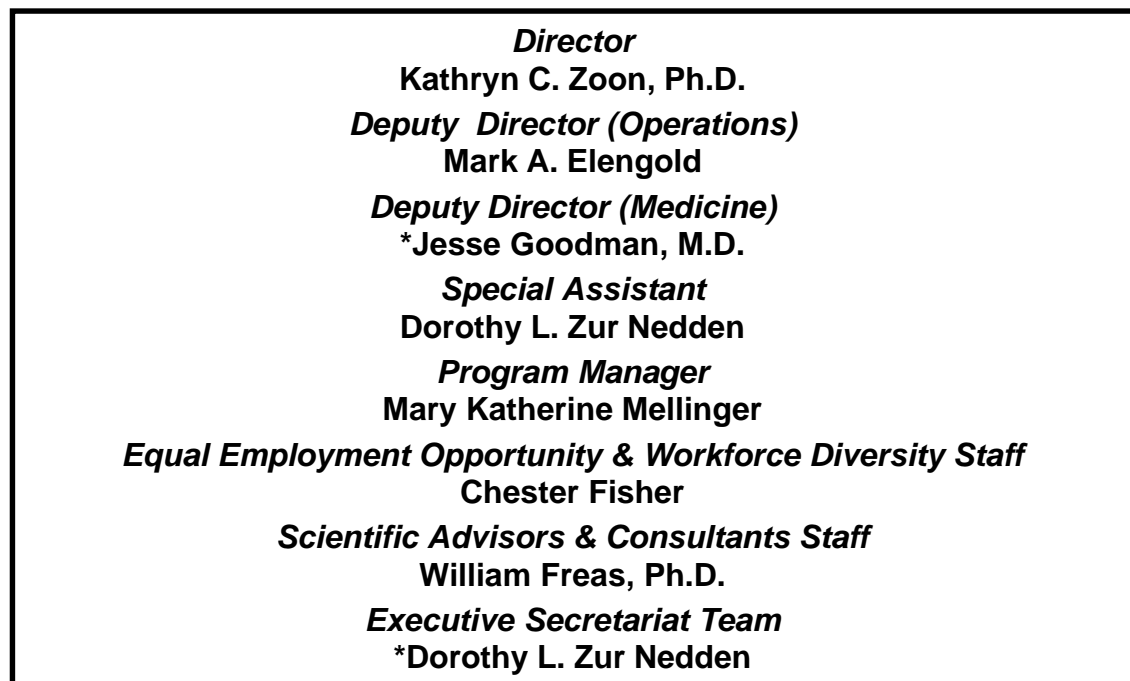 Director
Kathryn C. Zoon, Ph.D.
Deputy  Director (Operations)
Mark A. Elengold
Deputy Director (Medicine)
*Jesse Goodman, M.D.
Special Assistant
Dorothy L. Zur Nedden
Program Manager
Mary Katherine Mellinger
Equal Employment Opportunity & Workforce Diversity Staff
Chester Fisher
Scientific Advisors & Consultants Staff
William Freas, Ph.D.
Executive Secretariat Team
*Dorothy L. Zur Nedden